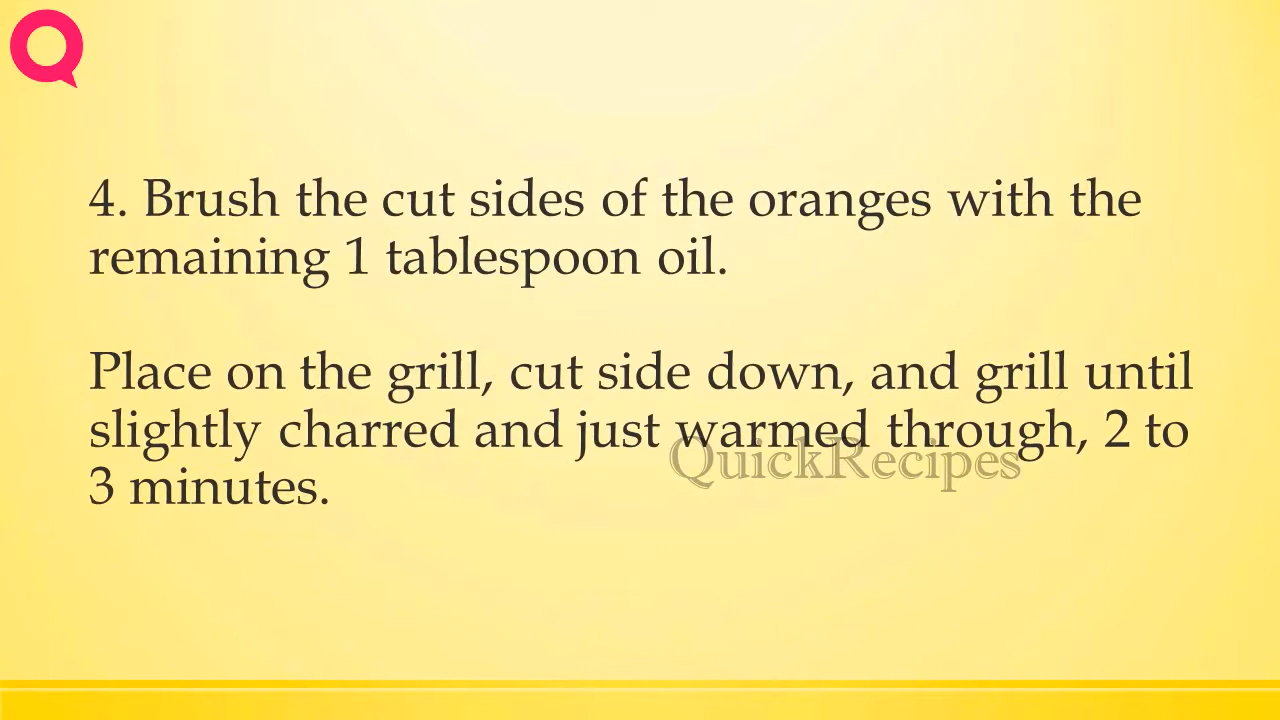 4. Brush the cut sides of the oranges with the
remaining 1 tablespoon oil.
Place on the grill, cut side down, and grill until
slightly charred and just warmed through, 2 to
3 minutes.
QuickRecipes